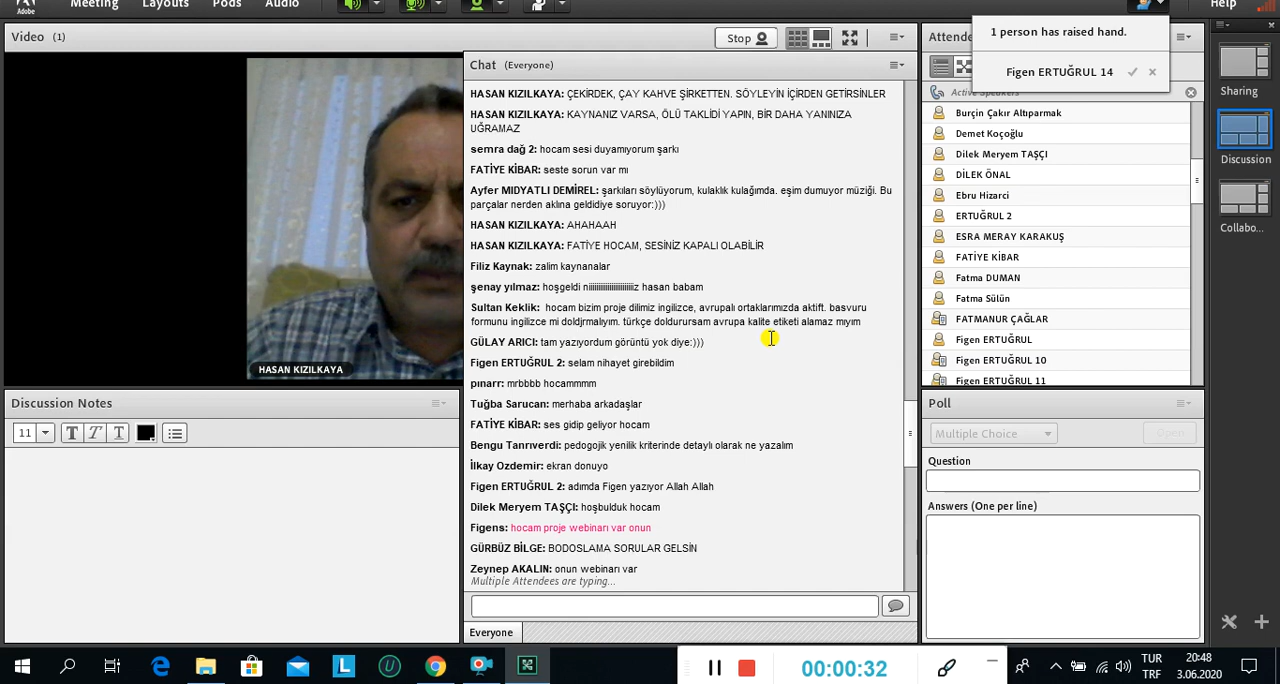 Adobe
Meeting Layouts Pods Audio Help
Video (1)
Stop
HASAN KIZILKAYA
Chat (Everyone)
HASAN KIZILKAYA: ÇEKİRDEK, ÇAY KAHVE ŞİRKETTEN. SÖYLEYİN İÇİRDEN GETİRSİNLER
HASAN KIZILKAYA: KAYNANIZ VARSA, ÖLÜ TAKLİDİ YAPIN, BİR DAHA YANINIZA
UĞRAMAZ
semra dağ 2: hocam sesi duyamıyorum şarkı
FATİYE KİBAR: seste sorun var mı
Ayfer MIDYATLI DEMİREL: şarkıları söylüyorum, kulaklık kulağımda. eşim dumuyor müziği. Bu
parçalar nerden aklına geldidiye soruyor:)))
HASAN KIZILKAYA: AHAHAAH
HASAN KIZILKAYA: FATİYE HOCAM, SESİNİZ KAPALI OLABİLİR
Filiz Kaynak: zalim kaynanalar
şenay yılmaz: hoşgeldi niiiiiiiiiiiiiiiiz hasan babam
Sultan Keklik: hocam bizim proje dilimiz ingilizce, avrupalı ortaklarımızda aktift. basvuru
formunu ingilizce mi doldjrmalıyım. türkçe doldurursam avrupa kalite etiketi alamaz mıyım
GÜLAY ARICI: tam yazıyordum görüntü yok diye:)))
Figen ERTUĞRUL 2: selam nihayet girebildim
pınarr: mrbbbb hocammmm
Tuğba Sarucan: merhaba arkadaşlar
FATİYE KİBAR: ses gidip geliyor hocam
Bengu Tanrıverdi: pedogojik yenilik kriterinde detaylı olarak ne yazalım
İlkay Ozdemir: ekran donuyo
Figen ERTUĞRUL 2: adımda Figen yazıyor Allah Allah
Dilek Meryem TAŞÇI: hoşbulduk hocam
Figens: hocam proje webinarı var onun
GÜRBÜZ BİLGE: BODOSLAMA SORULAR GELSİN
Zeynep AKALIN: onun webinarı var
Multiple Attendees are typing...
Everyone
1 person has raised hand.
Figen ERTUĞRUL 14
Active Speakers
Burçin Çakır Altıparmak
Demet Koçoğlu
Dilek Meryem TAŞÇI
DİLEK ÖNAL
Ebru Hizarci
ERTUĞRUL 2
ESRA MERAY KARAKUŞ
FATİYE KİBAR
Fatma DUMAN
Fatma Sülün
FATMANUR ÇAĞLAR
Figen ERTUĞRUL
Figen ERTUĞRUL 10
Figen ERTUĞRUL 11
Sharing
Discussion
Collabo...
Discussion Notes
11 T T T
Poll
Multiple Choice Open
Question
Answers (One per line)
00:00:32
TUR 20:48
TRF 3.06.2020